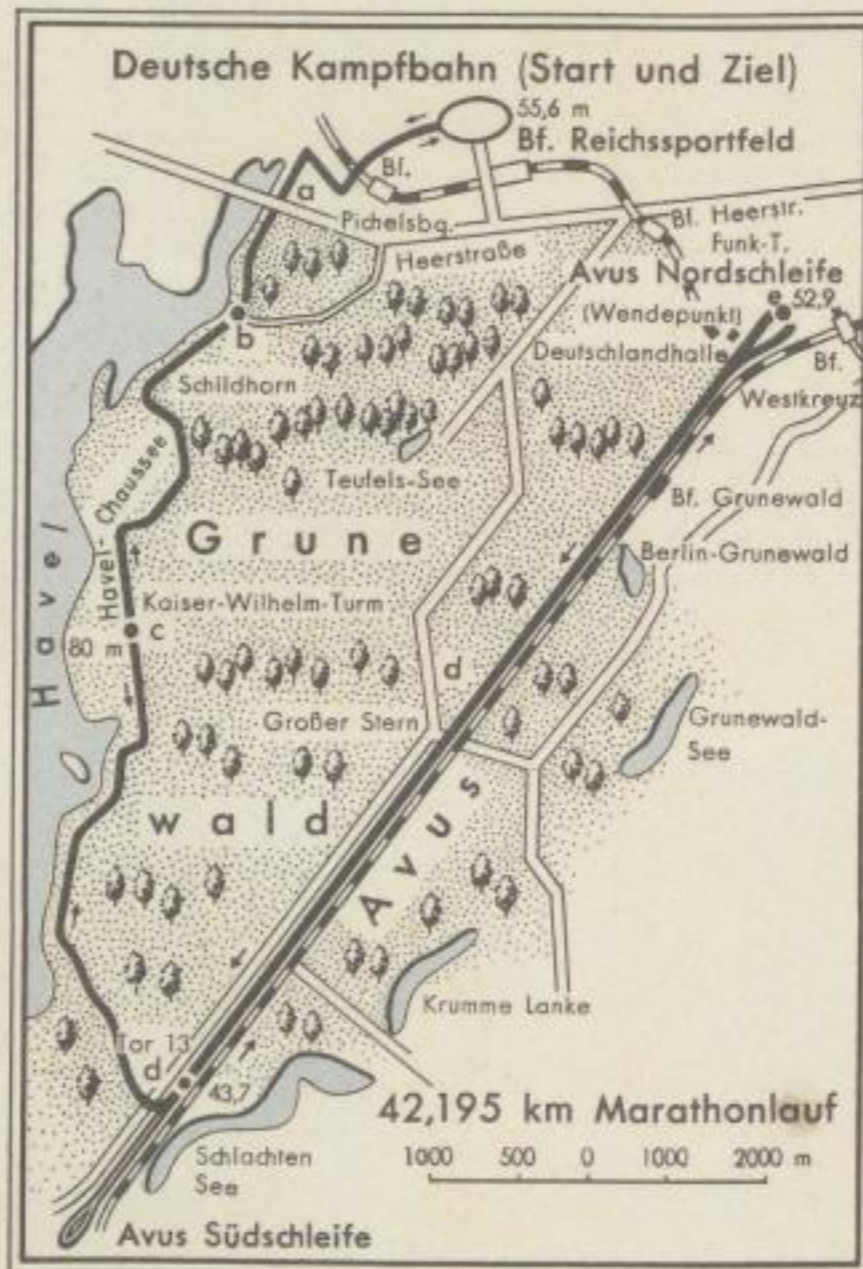 Deutsche Kampfbahn (Start und Ziel)
55,6 m
Bf. Reichssportfeld
Bf.
a
Pichelsbg.
Bf. Heerstr.
Heerstraße
Funk-T.
Avus Nordschleife
e 52,9
(Wendepunkt)
b
Deutschlandhalle
Bf.
Schildhorn
Westkreuz
Teufels-See
Havel-Chaussee
Bf. Grunewald
Grune
Berlin-Grunewald
Havel
Kaiser-Wilhelm-Turm
c
80 m
d
Großer Stern
Grunewald-
See
wald
Avus
Krumme Lanke
Tor 13
d
43,7
42,195 km Marathonlauf
Schlachten
See
1000 500 0 1000 2000 m
Avus Südschleife